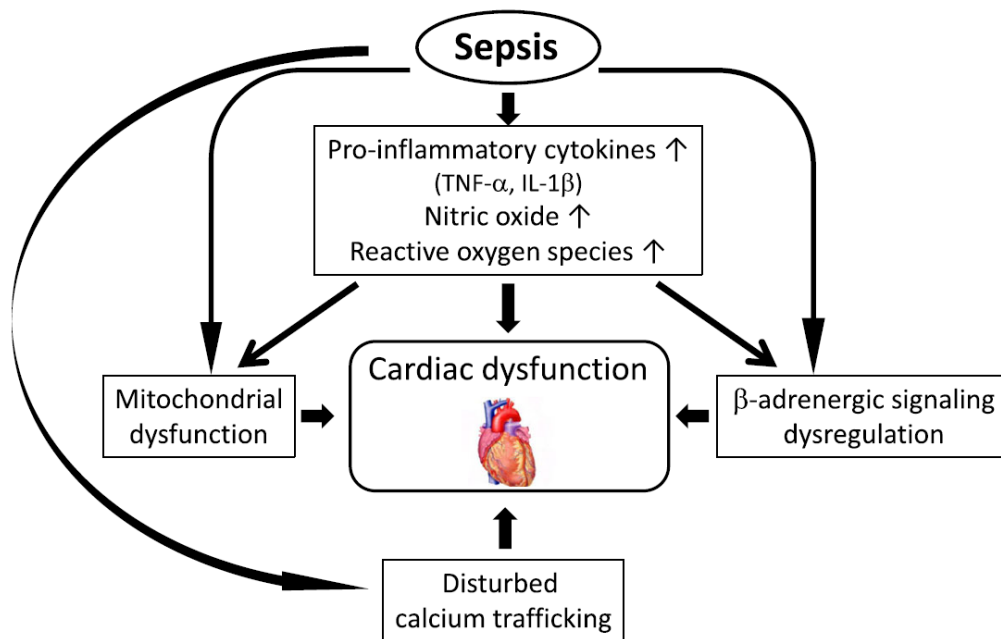 Sepsis
Pro-inflammatory cytokines ↑
(TNF-α, IL-1β)
Nitric oxide ↑
Reactive oxygen species ↑
Cardiac dysfunction
Mitochondrial
dysfunction
β-adrenergic signaling
dysregulation
Disturbed
calcium trafficking